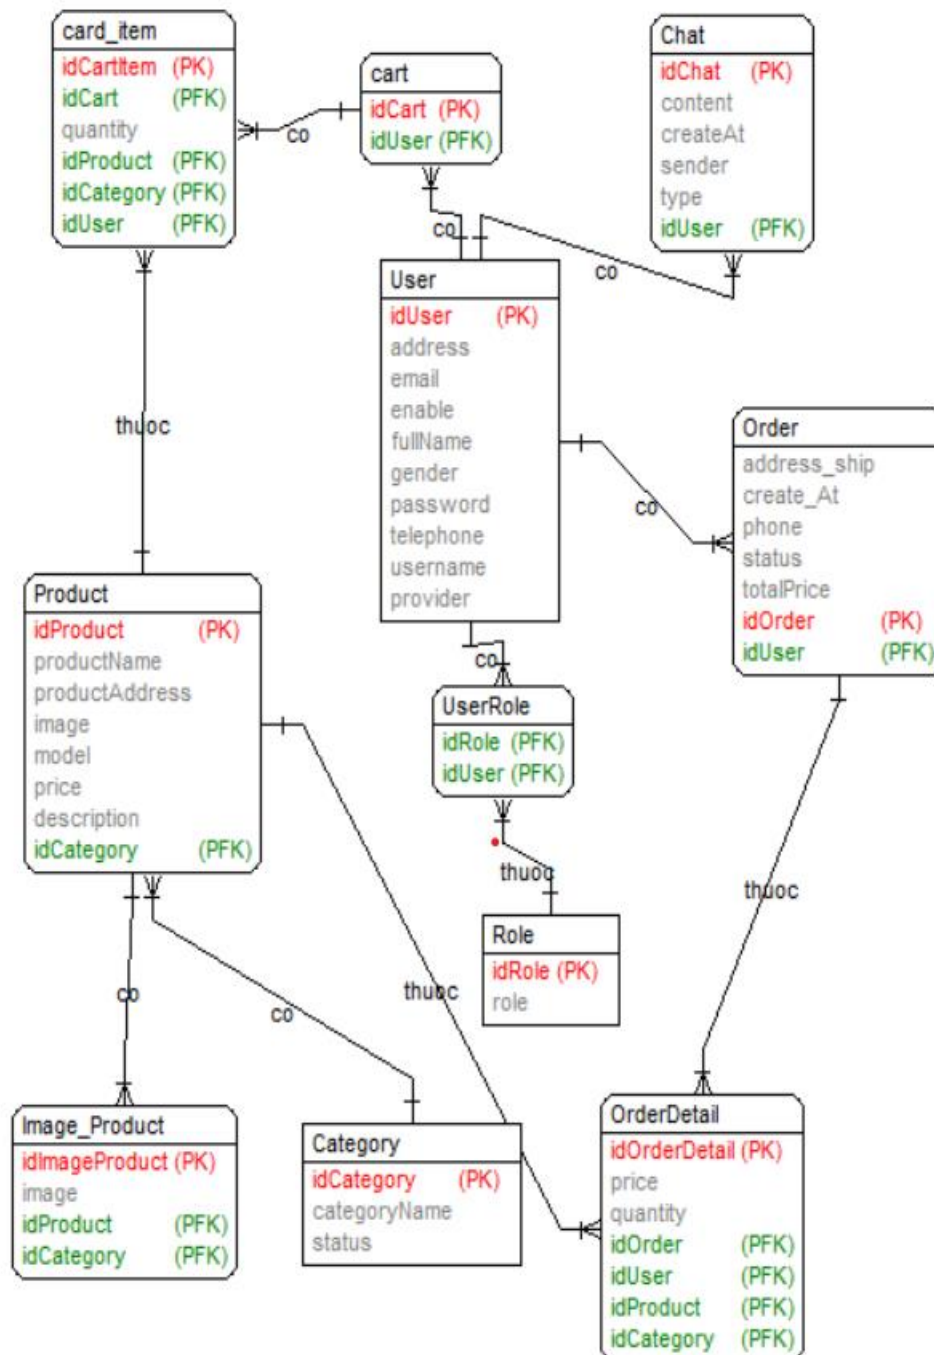 card_item
idCartItem (PK)
idCart (PFK)
quantity
idProduct (PFK)
idCategory (PFK)
idUser (PFK)
co
cart
idCart (PK)
idUser (PFK)
Chat
idChat (PK)
content
createAt
sender
type
idUser (PFK)
co
co
thuoc
User
idUser (PK)
address
email
enable
fullName
gender
password
telephone
username
provider
co
Order
address_ship
create_At
phone
status
totalPrice
idOrder (PK)
idUser (PFK)
Product
idProduct (PK)
productName
productAddress
image
model
price
description
idCategory (PFK)
co
UserRole
idRole (PFK)
idUser (PFK)
thuoc
Role
idRole (PK)
role
thuoc
co
co
thuoc
Image_Product
idImageProduct (PK)
image
idProduct (PFK)
idCategory (PFK)
Category
idCategory (PK)
categoryName
status
OrderDetail
idOrderDetail (PK)
price
quantity
idOrder (PFK)
idUser (PFK)
idProduct (PFK)
idCategory (PFK)